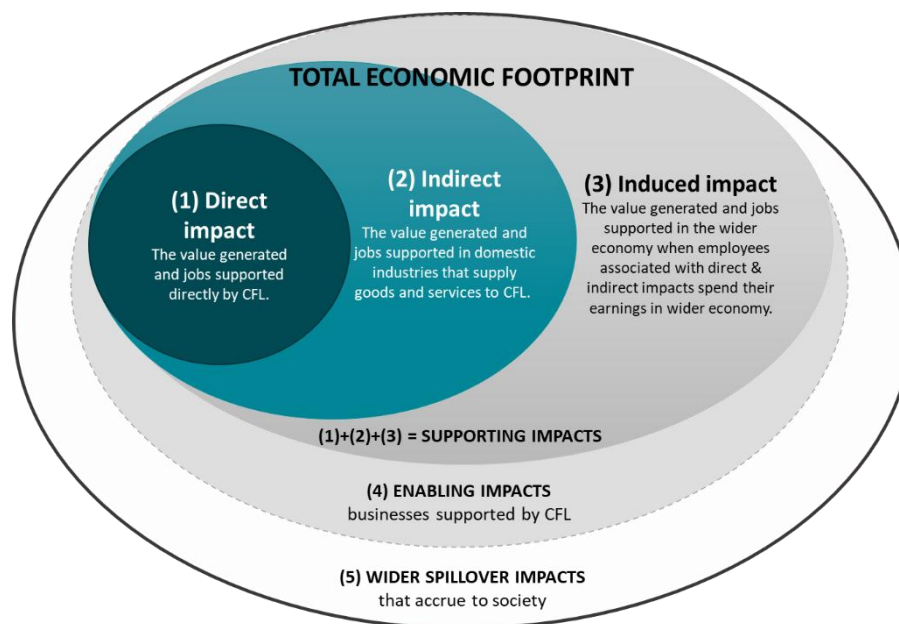 TOTAL ECONOMIC FOOTPRINT
(1) Direct
impact
The value generated
and jobs supported
directly by CFL.
(2) Indirect
impact
The value generated and
jobs supported in domestic
industries that supply
goods and services to CFL.
(3) Induced impact
The value generated and jobs
supported in the wider
economy when employees
associated with direct &
indirect impacts spend their
earnings in wider economy.
(1)+(2)+(3) = SUPPORTING IMPACTS
(4) ENABLING IMPACTS
businesses supported by CFL
(5) WIDER SPILLOVER IMPACTS
that accrue to society